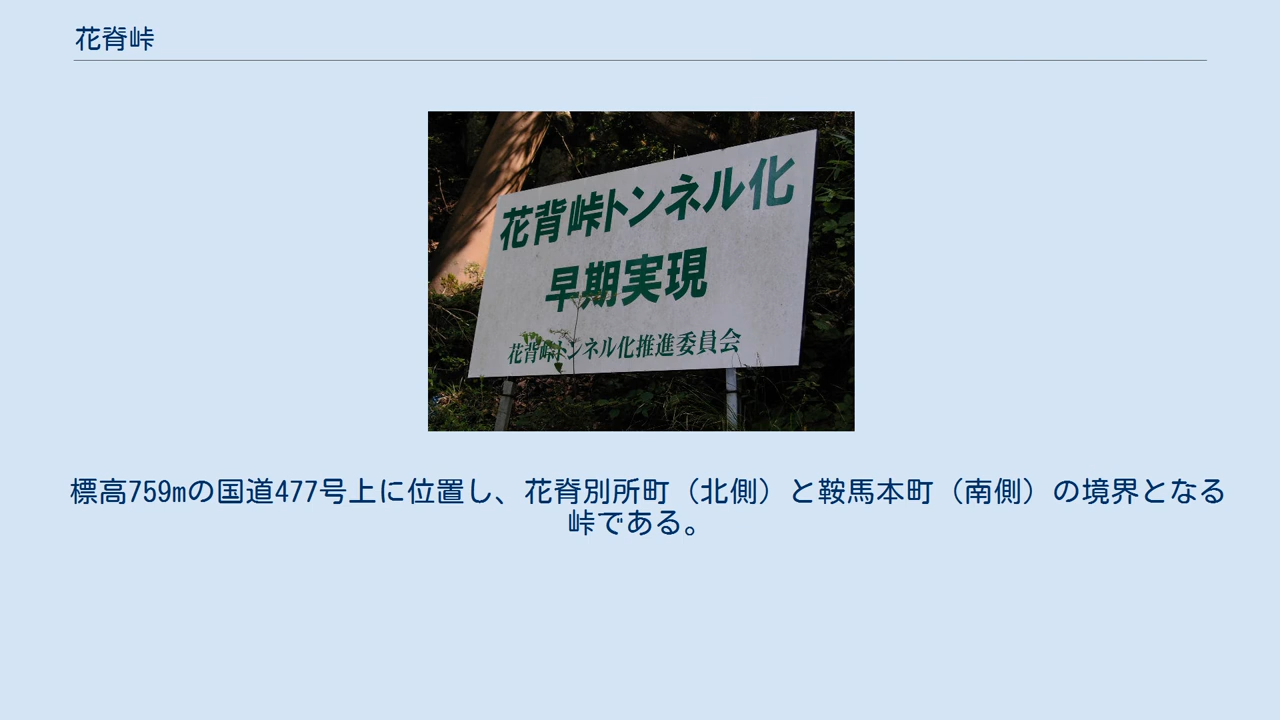 花脊峠
花背峠トンネル化
早期実現
花背峠トンネル化推進委員会
標高759mの国道477号上に位置し、花脊別所町（北側）と鞍馬本町（南側）の境界となる
峠である。